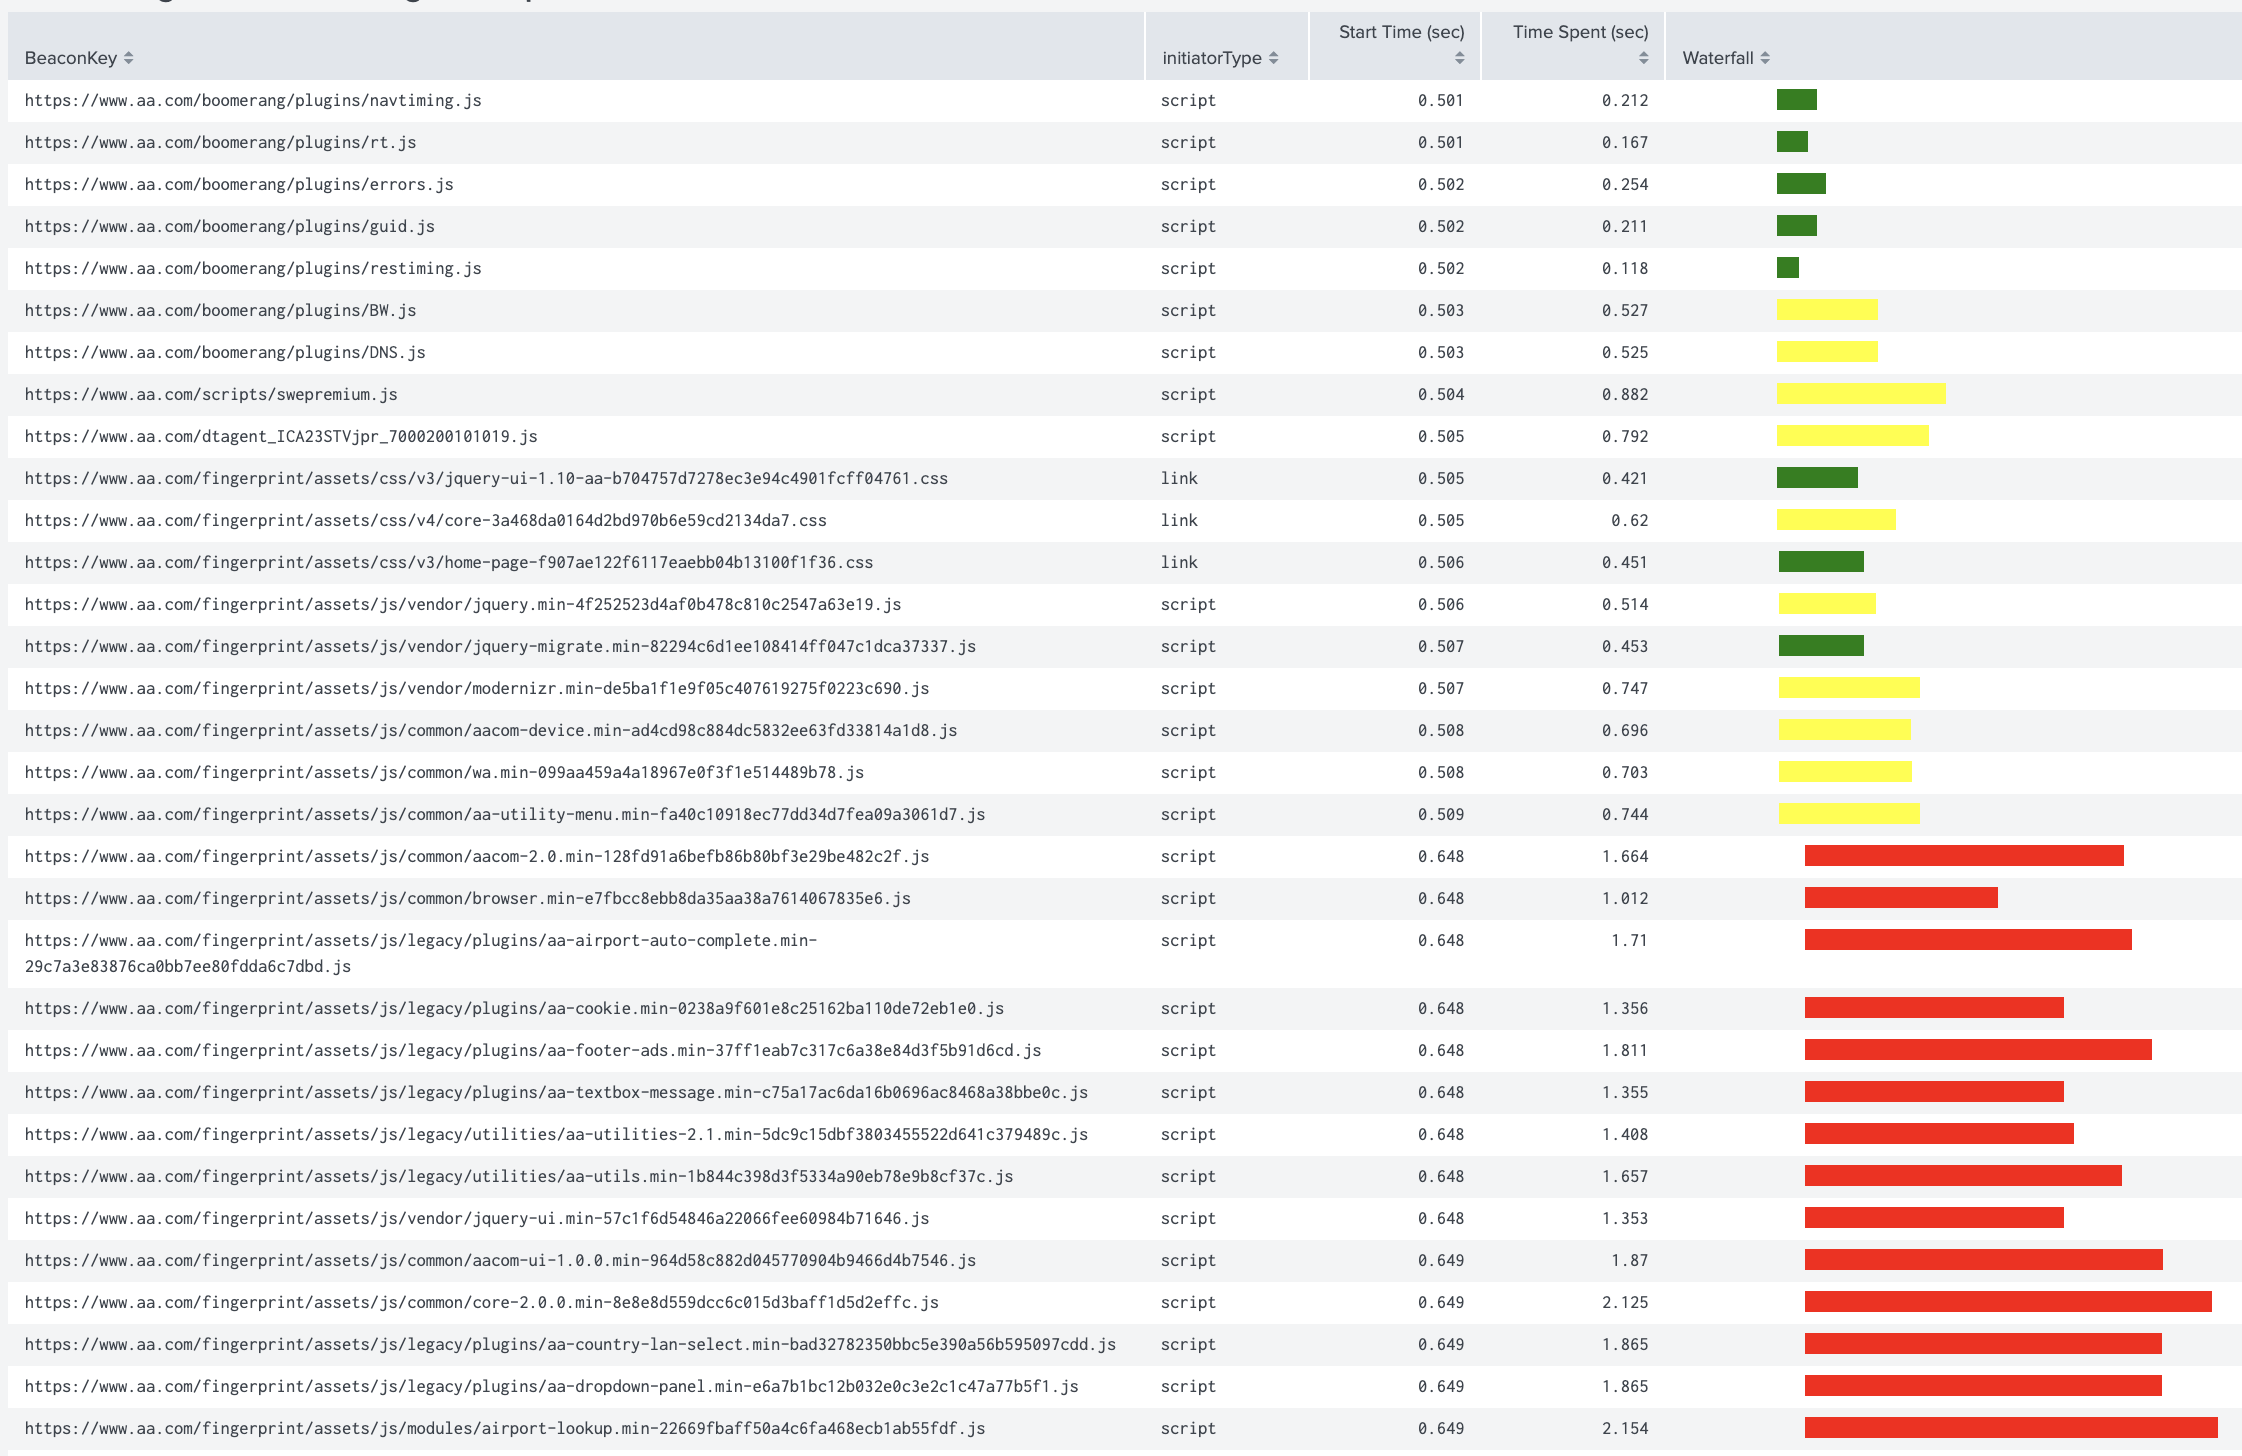 BeaconKey initiatorType Start Time (sec) Time Spent (sec) Waterfall
https://www.aa.com/boomerang/plugins/navtiming.js script 0.501 0.212
https://www.aa.com/boomerang/plugins/rt.js script 0.501 0.167
https://www.aa.com/boomerang/plugins/errors.js script 0.502 0.254
https://www.aa.com/boomerang/plugins/guid.js script 0.502 0.211
https://www.aa.com/boomerang/plugins/restiming.js script 0.502 0.118
https://www.aa.com/boomerang/plugins/BW.js script 0.503 0.527
https://www.aa.com/boomerang/plugins/DNS.js script 0.503 0.525
https://www.aa.com/scripts/swepremium.js script 0.504 0.882
https://www.aa.com/dtagent_ICA23STVjpr_7000200101019.js script 0.505 0.792
https://www.aa.com/fingerprint/assets/css/v3/jquery-ui-1.10-aa-b704757d7278ec3e94c4901fcff04761.css link 0.505 0.421
https://www.aa.com/fingerprint/assets/css/v4/core-3a468da0164d2bd970b6e59cd2134da7.css link 0.505 0.62
https://www.aa.com/fingerprint/assets/css/v3/home-page-f907ae122f6117eaebb04b13100f1f36.css link 0.506 0.451
https://www.aa.com/fingerprint/assets/js/vendor/jquery.min-4f252523d4af0b478c810c2547a63e19.js script 0.506 0.514
https://www.aa.com/fingerprint/assets/js/vendor/jquery-migrate.min-82294c6d1ee108414ff047c1dca37337.js script 0.507 0.453
https://www.aa.com/fingerprint/assets/js/vendor/modernizr.min-de5ba1f1e9f05c407619275f0223c690.js script 0.507 0.747
https://www.aa.com/fingerprint/assets/js/common/aacom-device.min-ad4cd98c884dc5832ee63fd33814a1d8.js script 0.508 0.696
https://www.aa.com/fingerprint/assets/js/common/wa.min-099aa459a4a18967e0f3f1e514489b78.js script 0.508 0.703
https://www.aa.com/fingerprint/assets/js/common/aa-utility-menu.min-fa40c10918ec77dd34d7fea09a3061d7.js script 0.509 0.744
https://www.aa.com/fingerprint/assets/js/common/aacom-2.0.min-128fd91a6befb86b80bf3e29be482c2f.js script 0.648 1.664
https://www.aa.com/fingerprint/assets/js/common/browser.min-e7fbcc8ebb8da35aa38a7614067835e6.js script 0.648 1.012
https://www.aa.com/fingerprint/assets/js/legacy/plugins/aa-airport-auto-complete.min- script 0.648 1.71
29c7a3e83876ca0bb7ee80fdda6c7dbd.js
https://www.aa.com/fingerprint/assets/js/legacy/plugins/aa-cookie.min-0238a9f601e8c25162ba110de72eb1e0.js script 0.648 1.356
https://www.aa.com/fingerprint/assets/js/legacy/plugins/aa-footer-ads.min-37ff1eab7c317c6a38e84d3f5b91d6cd.js script 0.648 1.811
https://www.aa.com/fingerprint/assets/js/legacy/plugins/aa-textbox-message.min-c75a17ac6da16b0696ac8468a38bbe0c.js script 0.648 1.355
https://www.aa.com/fingerprint/assets/js/legacy/utilities/aa-utilities-2.1.min-5dc9c15dbf3803455522d641c379489c.js script 0.648 1.408
https://www.aa.com/fingerprint/assets/js/legacy/utilities/aa-utils.min-1b844c398d3f5334a90eb78e9b8cf37c.js script 0.648 1.657
https://www.aa.com/fingerprint/assets/js/vendor/jquery-ui.min-57c1f6d54846a22066fee60984b71646.js script 0.648 1.353
https://www.aa.com/fingerprint/assets/js/common/aacom-ui-1.0.0.min-964d58c882d045770904b9466d4b7546.js script 0.649 1.87
https://www.aa.com/fingerprint/assets/js/common/core-2.0.0.min-8e8e8d559dcc6c015d3baff1d5d2effc.js script 0.649 2.125
https://www.aa.com/fingerprint/assets/js/legacy/plugins/aa-country-lan-select.min-bad32782350bbc5e390a56b595097cdd.js script 0.649 1.865
https://www.aa.com/fingerprint/assets/js/legacy/plugins/aa-dropdown-panel.min-e6a7b1bc12b032e0c3e2c1c47a77b5f1.js script 0.649 1.865
https://www.aa.com/fingerprint/assets/js/modules/airport-lookup.min-22669fbaff50a4c6fa468ecb1ab55fdf.js script 0.649 2.154